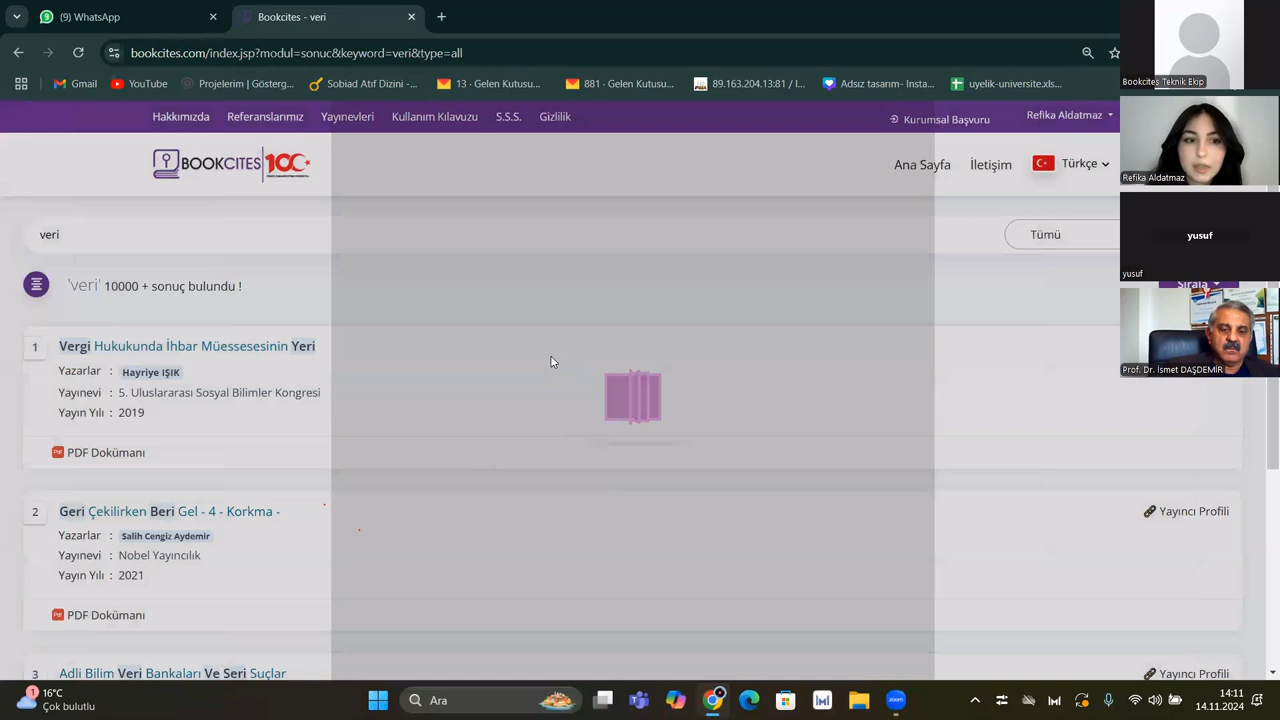 (9) WhatsApp
Bookcites - veri
bookcites.com/index.jsp?modul=sonuc&keyword=veri&type=all
Gmail
YouTube
Projelerim | Gösterg...
Sobiad Atıf Dizini -...
13 - Gelen Kutusu...
881 - Gelen Kutusu...
89.163.204.13:81 / l...
Adsız tasarım - Insta...
uyelik-universite.xls...
Bookcites Teknik Ekip
Hakkımızda
Referanslarımız
Yayınevleri
Kullanım Kılavuzu
S.S.S.
Gizlilik
Kurumsal Başvuru
Refika Aldatmaz
BOOKCITES
Ana Sayfa
İletişim
Türkçe
Refika Aldatmaz
veri
Tümü
yusuf
yusuf
'veri' 10000 + sonuç bulundu !
Sırala
1
Vergi Hukukunda İhbar Müessesesinin Yeri
Yazarlar : Hayriye IŞIK
Yayınevi : 5. Uluslararası Sosyal Bilimler Kongresi
Yayın Yılı : 2019
PDF Dokümanı
Prof. Dr. İsmet DAŞDEMİR
2
Geri Çekilirken Beri Gel - 4 - Korkma -
Yayıncı Profili
Yazarlar : Salih Cengiz Aydemir
Yayınevi : Nobel Yayıncılık
Yayın Yılı : 2021
PDF Dokümanı
3
Adli Bilim Veri Bankaları Ve Seri Suçlar
Yayıncı Profili
1
16°C
Çok bulutlu
Ara
14:11
14.11.2024